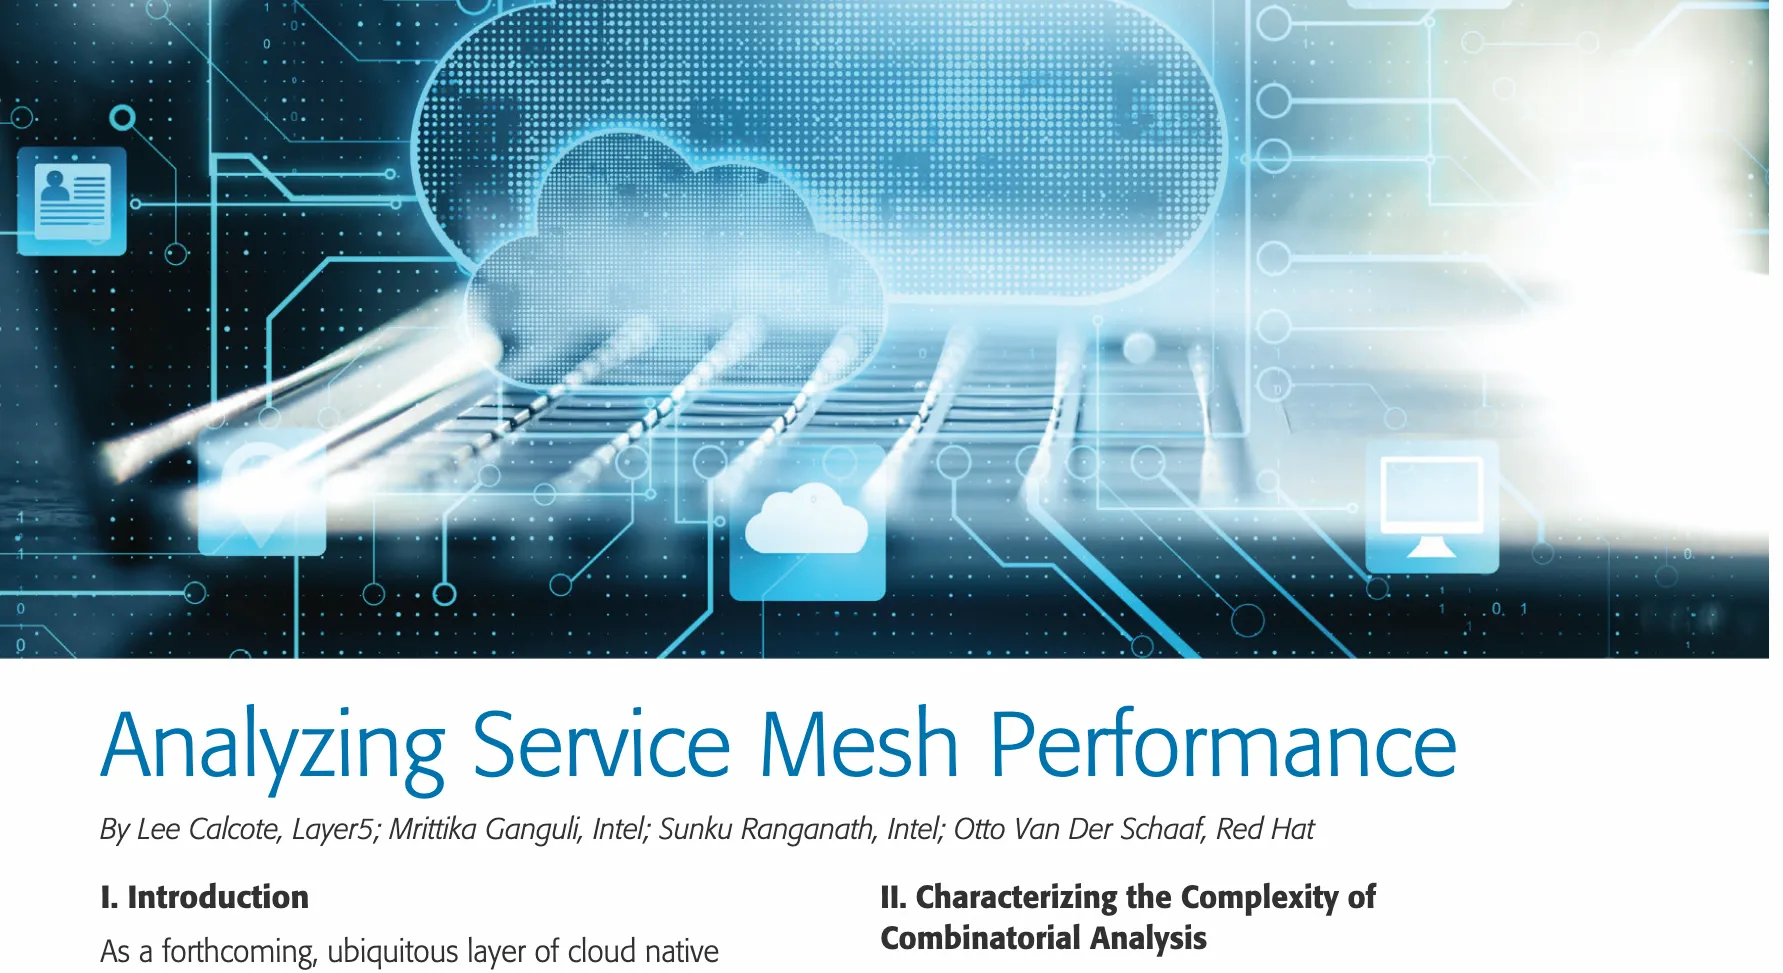 Analyzing Service Mesh Performance
By Lee Calcote, Layer5; Mrittika Ganguli, Intel; Sunku Ranganath, Intel; Otto Van Der Schaaf, Red Hat
I. Introduction
As a forthcoming, ubiquitous layer of cloud native
II. Characterizing the Complexity of
Combinatorial Analysis